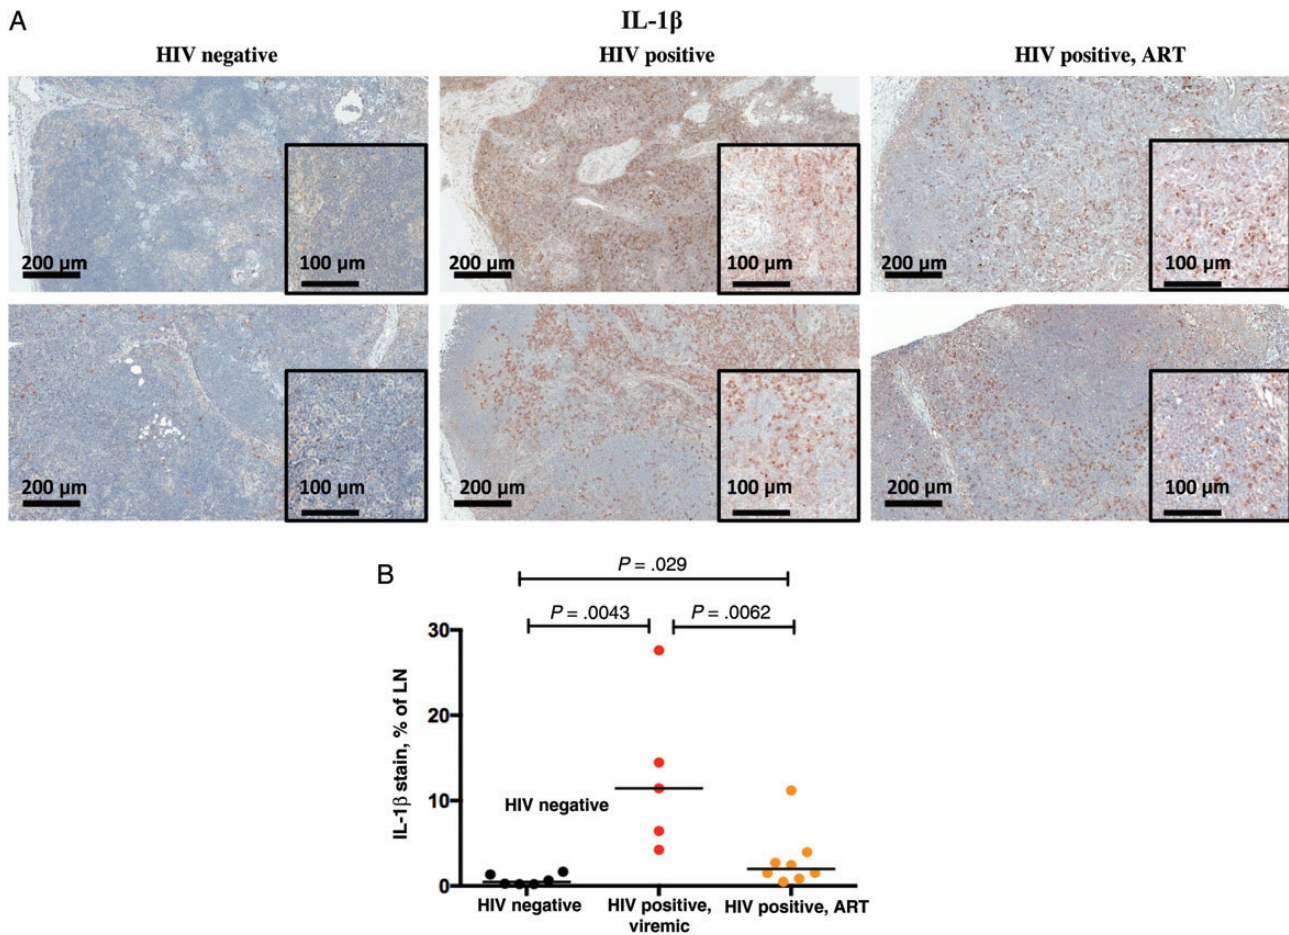 A
IL-1β
HIV negative
HIV positive
HIV positive, ART
200 μm
100 μm
200 μm
100 μm
200 μm
100 μm
200 μm
100 μm
200 μm
100 μm
200 μm
100 μm
B
P = .029
P = .0043
P = .0062
30
20
10
0
IL-1β stain, % of LN
HIV negative
HIV negative
HIV positive,
viremic
HIV positive, ART